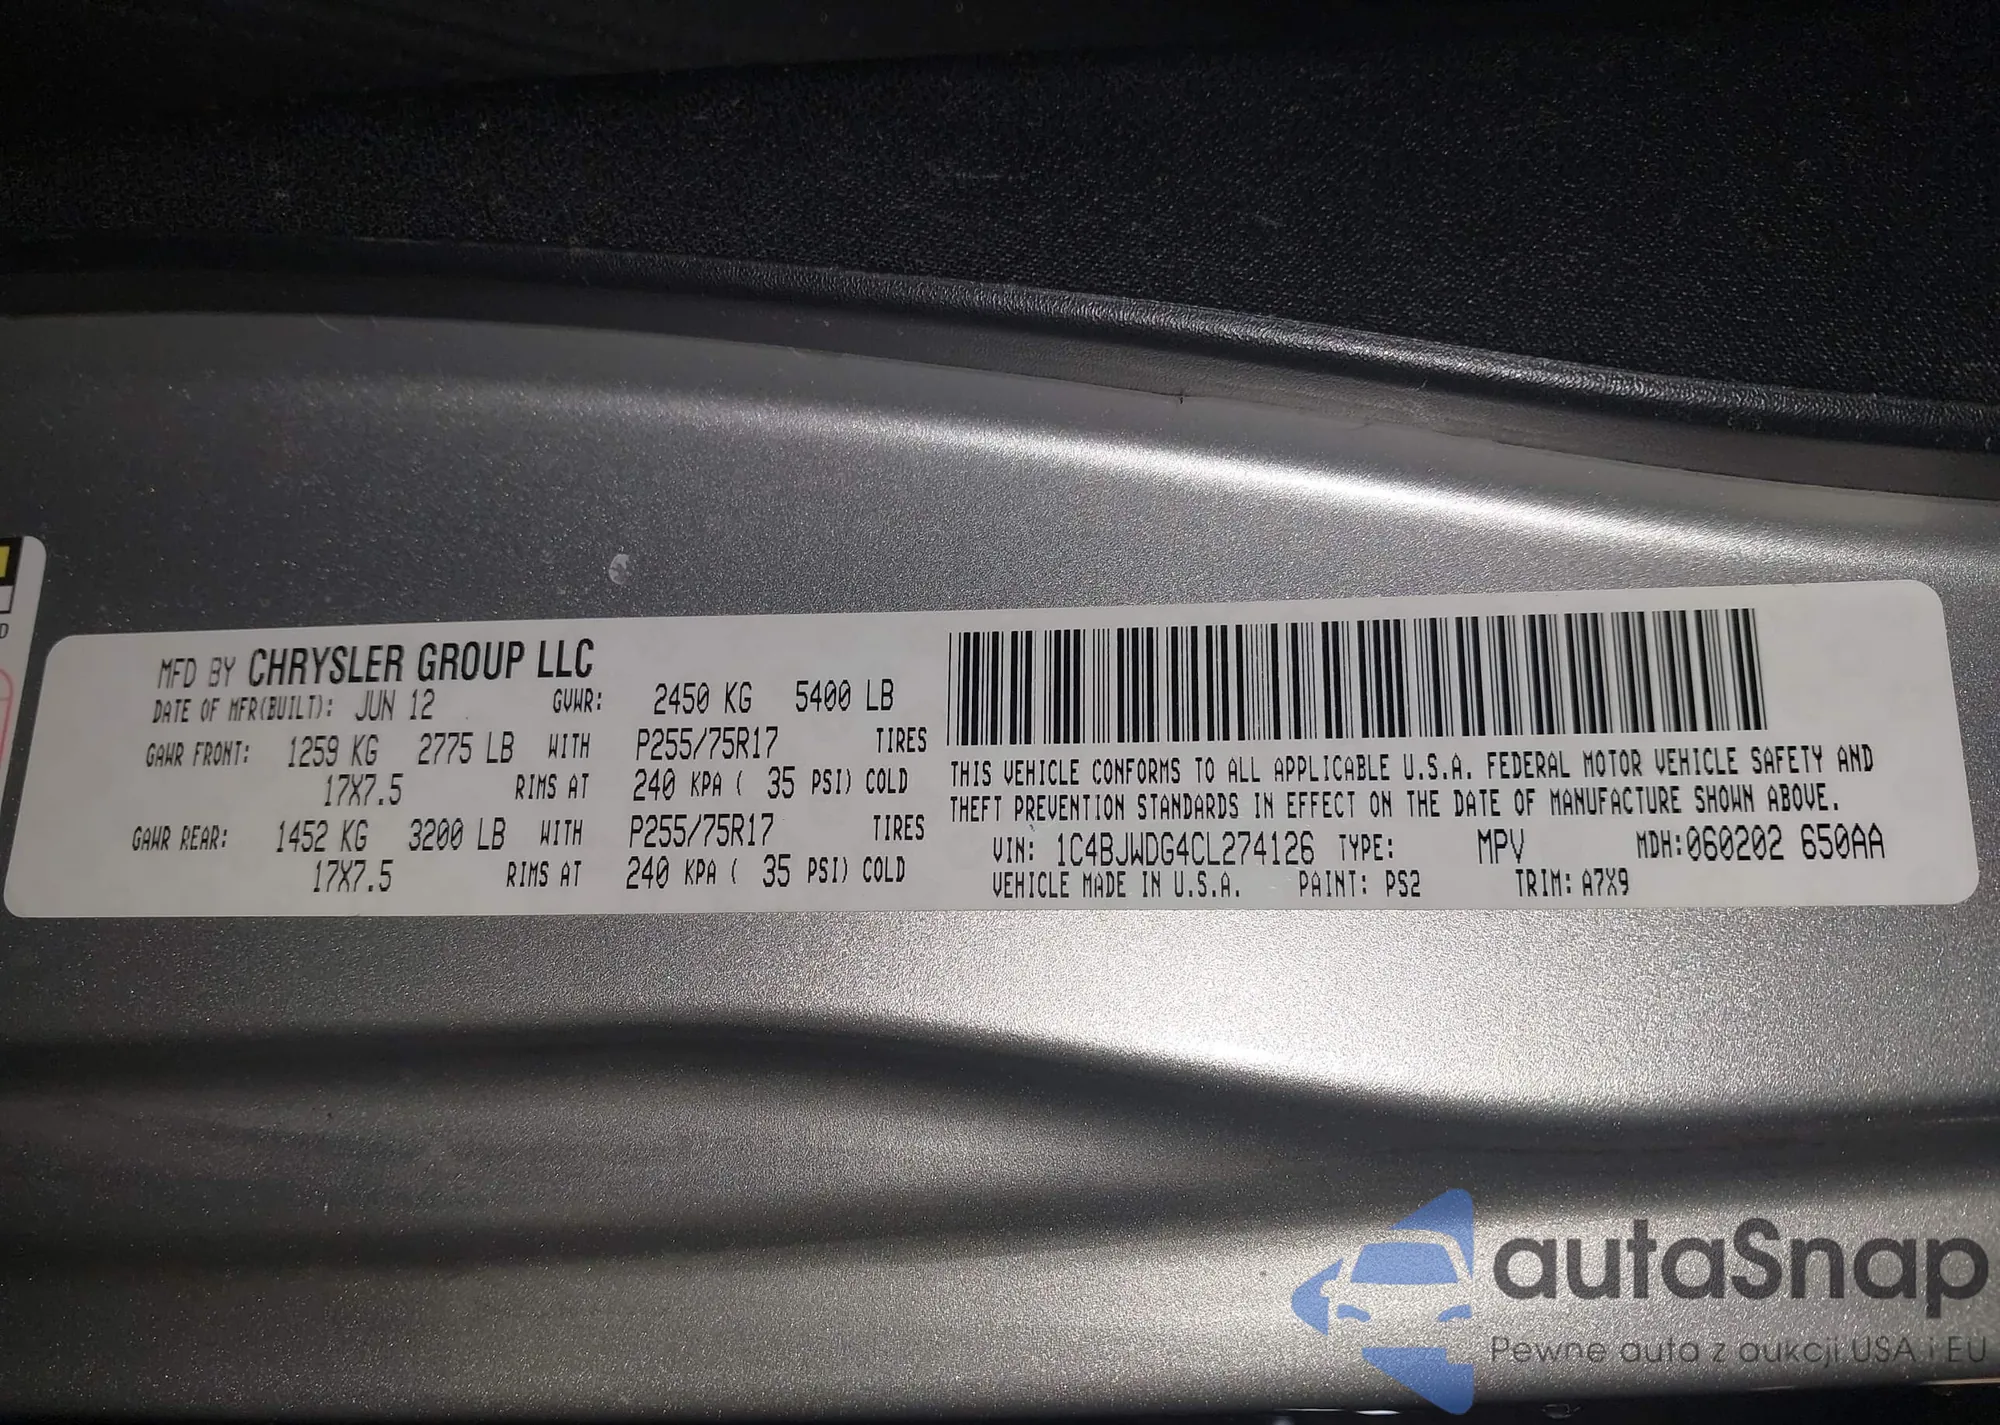 MFD BY CHRYSLER GROUP LLC
DATE OF MFR(BUILT): JUN 12 GVWR: 2450 KG 5400 LB
GAWR FRONT: 1259 KG 2775 LB WITH P255/75R17 TIRES
17X7.5 RIMS AT 240 KPA ( 35 PSI) COLD
GAWR REAR: 1452 KG 3200 LB WITH P255/75R17 TIRES
17X7.5 RIMS AT 240 KPA ( 35 PSI) COLD
THIS VEHICLE CONFORMS TO ALL APPLICABLE U.S.A. FEDERAL MOTOR VEHICLE SAFETY AND
THEFT PREVENTION STANDARDS IN EFFECT ON THE DATE OF MANUFACTURE SHOWN ABOVE.
VIN: 1C4BJWDG4CL274126 TYPE: MPV MDH:060202 650AA
VEHICLE MADE IN U.S.A. PAINT: PS2 TRIM: A7X9
D
autaSnap
Pewne auta z aukcji USA i EU